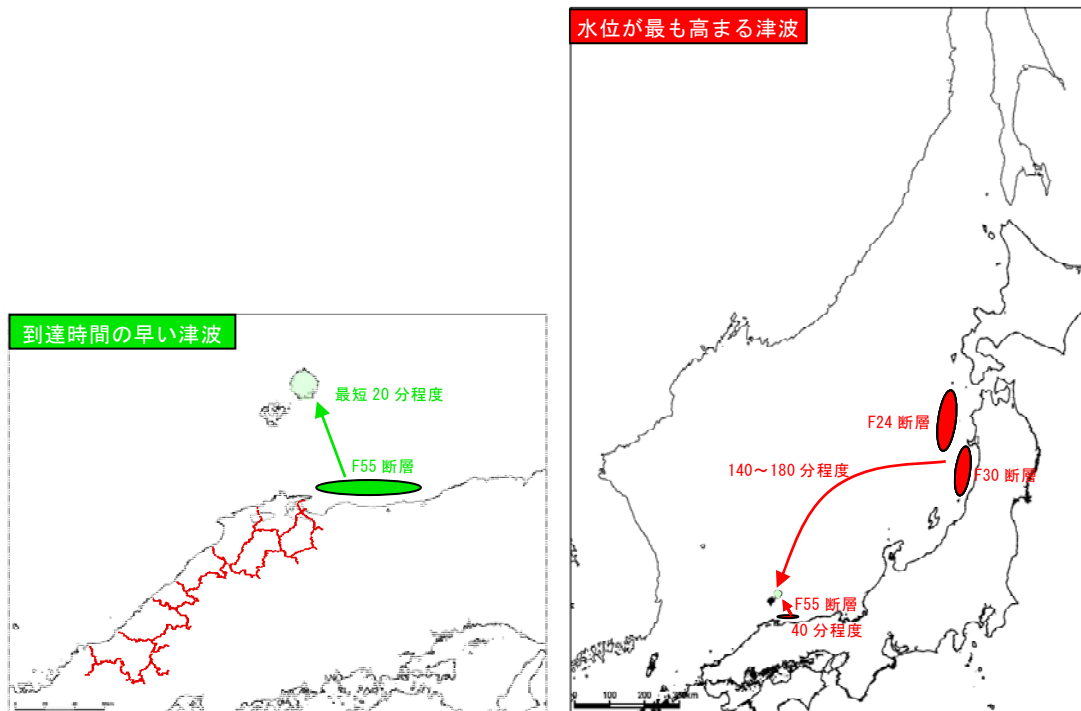 到達時間の早い津波
最短 20 分程度
F55 断層
水位が最も高まる津波
F24 断層
140～180 分程度
F30 断層
F55 断層
40 分程度
0 100 200
km